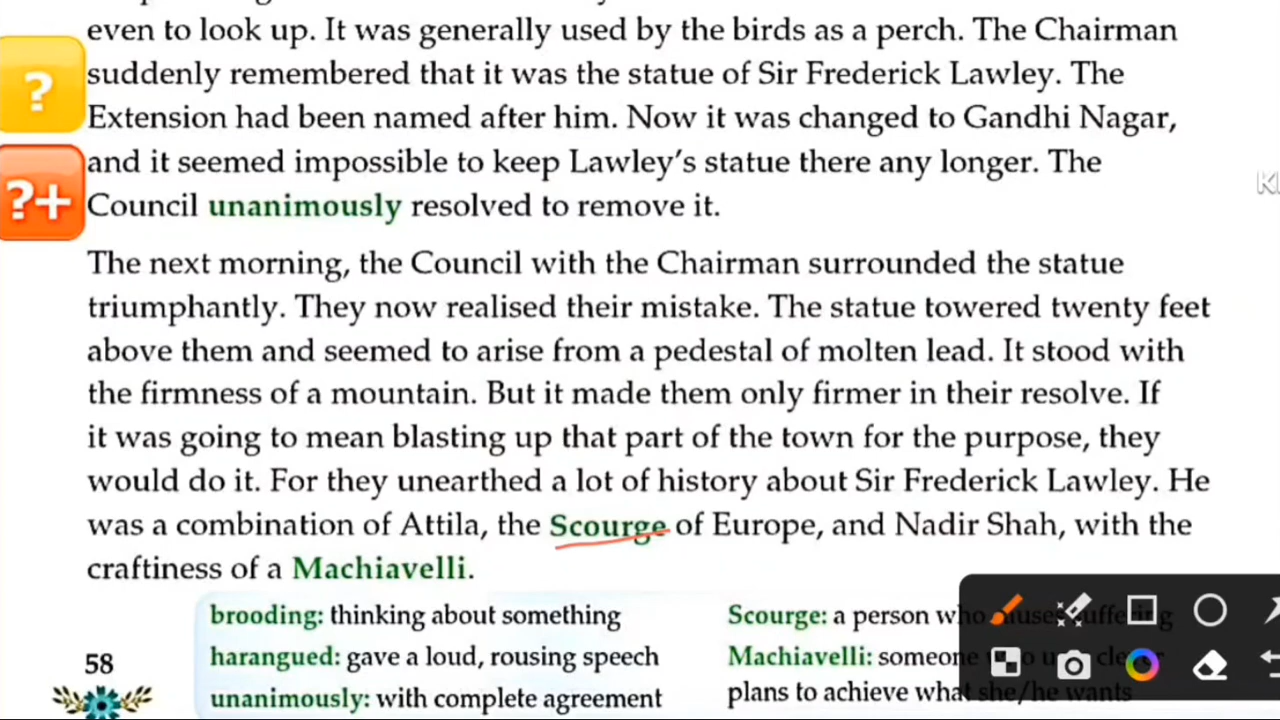 even to look up. It was generally used by the birds as a perch. The Chairman
suddenly remembered that it was the statue of Sir Frederick Lawley. The
Extension had been named after him. Now it was changed to Gandhi Nagar,
and it seemed impossible to keep Lawley's statue there any longer. The
Council unanimously resolved to remove it.
The next morning, the Council with the Chairman surrounded the statue
triumphantly. They now realised their mistake. The statue towered twenty feet
above them and seemed to arise from a pedestal of molten lead. It stood with
the firmness of a mountain. But it made them only firmer in their resolve. If
it was going to mean blasting up that part of the town for the purpose, they
would do it. For they unearthed a lot of history about Sir Frederick Lawley. He
was a combination of Attila, the Scourge of Europe, and Nadir Shah, with the
craftiness of a Machiavelli.
brooding: thinking about something
harangued: gave a loud, rousing speech
unanimously: with complete agreement
Scourge: a person who causes suffering
Machiavelli: someone
plans to achieve what she/he wants
58
?
?+